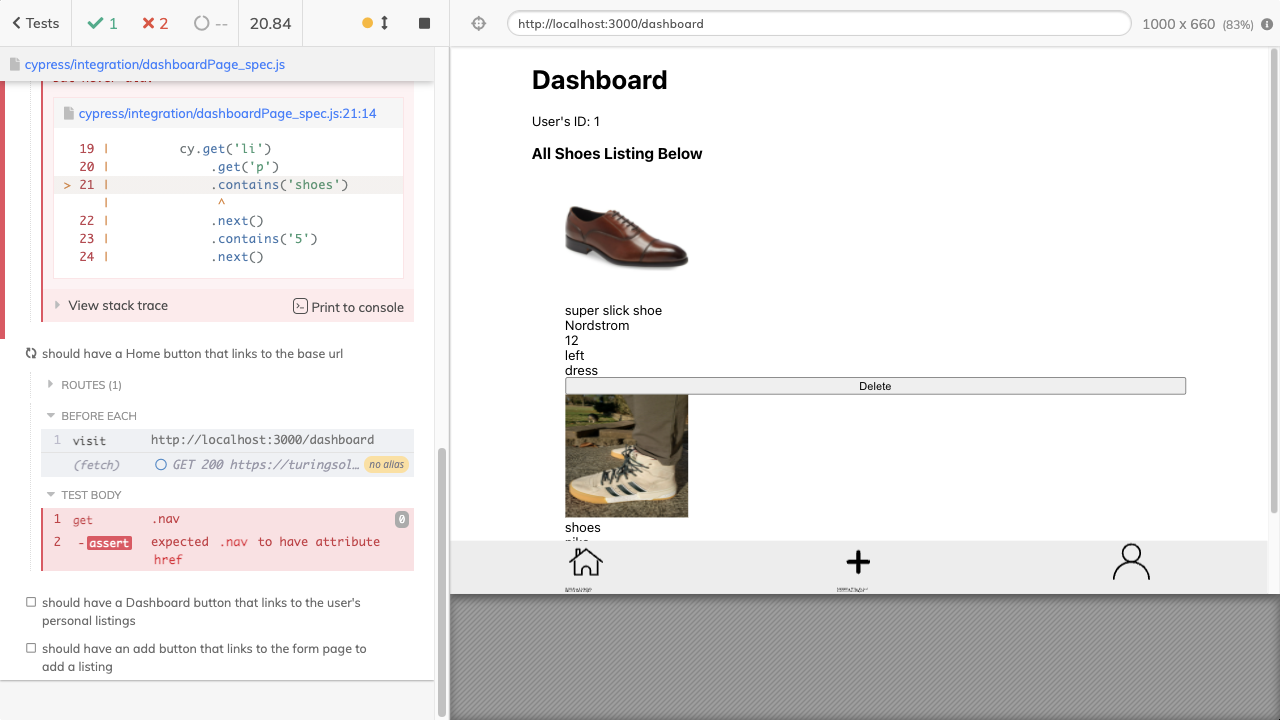 Tests
1
2
--
20.84
http://localhost:3000/dashboard
1000 x 660 (83%)
cypress/integration/dashboardPage_spec.js
cypress/integration/dashboardPage_spec.js:21:14
19 | cy.get('li')
20 | .get('p')
> 21 | .contains('shoes')
| ^
22 | .next()
23 | .contains('5')
24 | .next()
View stack trace
Print to console
should have a Home button that links to the base url
ROUTES (1)
BEFORE EACH
1 visit http://localhost:3000/dashboard
(fetch) GET 200 https://turingsol… no alias
TEST BODY
1 get .nav 0
2 -assert expected .nav to have attribute
href
should have a Dashboard button that links to the user's
personal listings
should have an add button that links to the form page to
add a listing
Dashboard
User's ID: 1
All Shoes Listing Below
super slick shoe
Nordstrom
12
left
dress
Delete
shoes